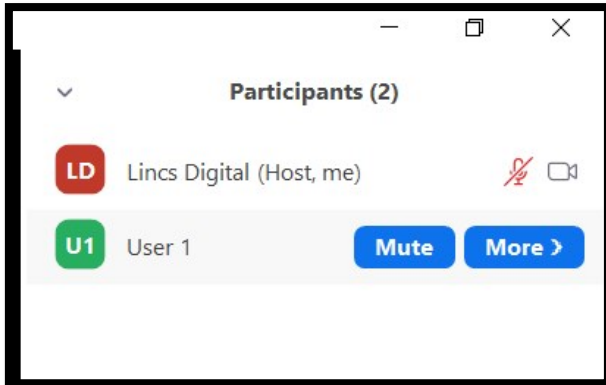 Participants (2)
LD Lincs Digital (Host, me)
U1 User 1 Mute More >